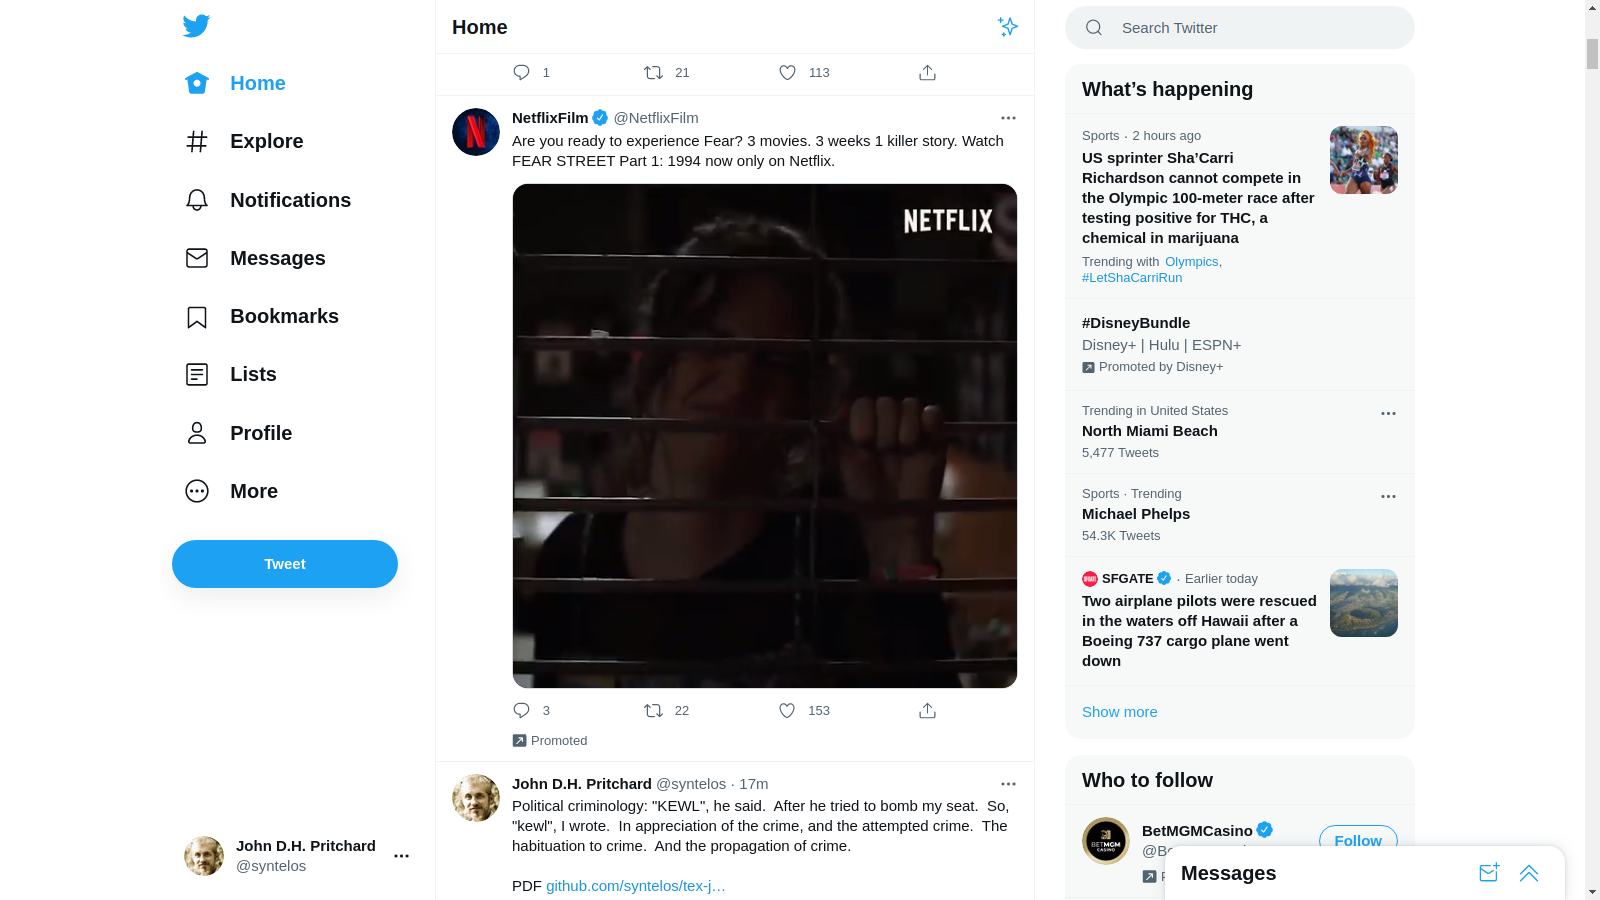 Home
Explore
Notifications
Messages
Bookmarks
Lists
Profile
More
Tweet
John D.H. Pritchard
@syntelos
Home
1 21 113
NetflixFilm @NetflixFilm
Are you ready to experience Fear? 3 movies. 3 weeks 1 killer story. Watch
FEAR STREET Part 1: 1994 now only on Netflix.
NETFLIX
3 22 153
Promoted
John D.H. Pritchard @syntelos · 17m
Political criminology: "KEWL", he said. After he tried to bomb my seat. So,
"kewl", I wrote. In appreciation of the crime, and the attempted crime. The
habituation to crime. And the propagation of crime.
PDF github.com/syntelos/tex-j…
Search Twitter
What’s happening
Sports · 2 hours ago
US sprinter Sha’Carri
Richardson cannot compete in
the Olympic 100-meter race after
testing positive for THC, a
chemical in marijuana
Trending with Olympics,
#LetShaCarriRun
#DisneyBundle
Disney+ | Hulu | ESPN+
Promoted by Disney+
Trending in United States
North Miami Beach
5,477 Tweets
Sports · Trending
Michael Phelps
54.3K Tweets
SFGATE · Earlier today
Two airplane pilots were rescued
in the waters off Hawaii after a
Boeing 737 cargo plane went
down
Show more
Who to follow
BETMGM
CASINO
BetMGMCasino
Follow
Messages